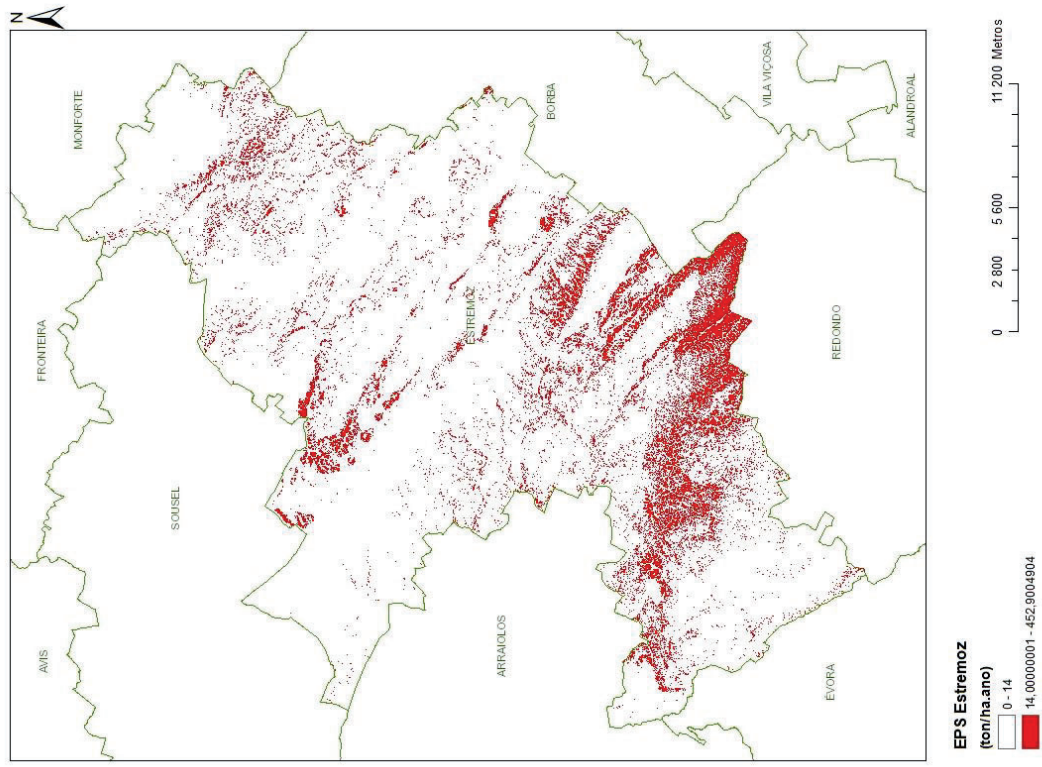 N
MONFORTE
FRONTEIRA
AVIS
SOUSEL
BORBA
ESTREMOZ
VILA VIÇOSA
ARRAIOLOS
ALANDROAL
REDONDO
ÉVORA
EPS Estremoz
(ton/ha.ano)
0 - 14
14,00000001 - 452,9004904
0 2 800 5 600 11 200 Metros